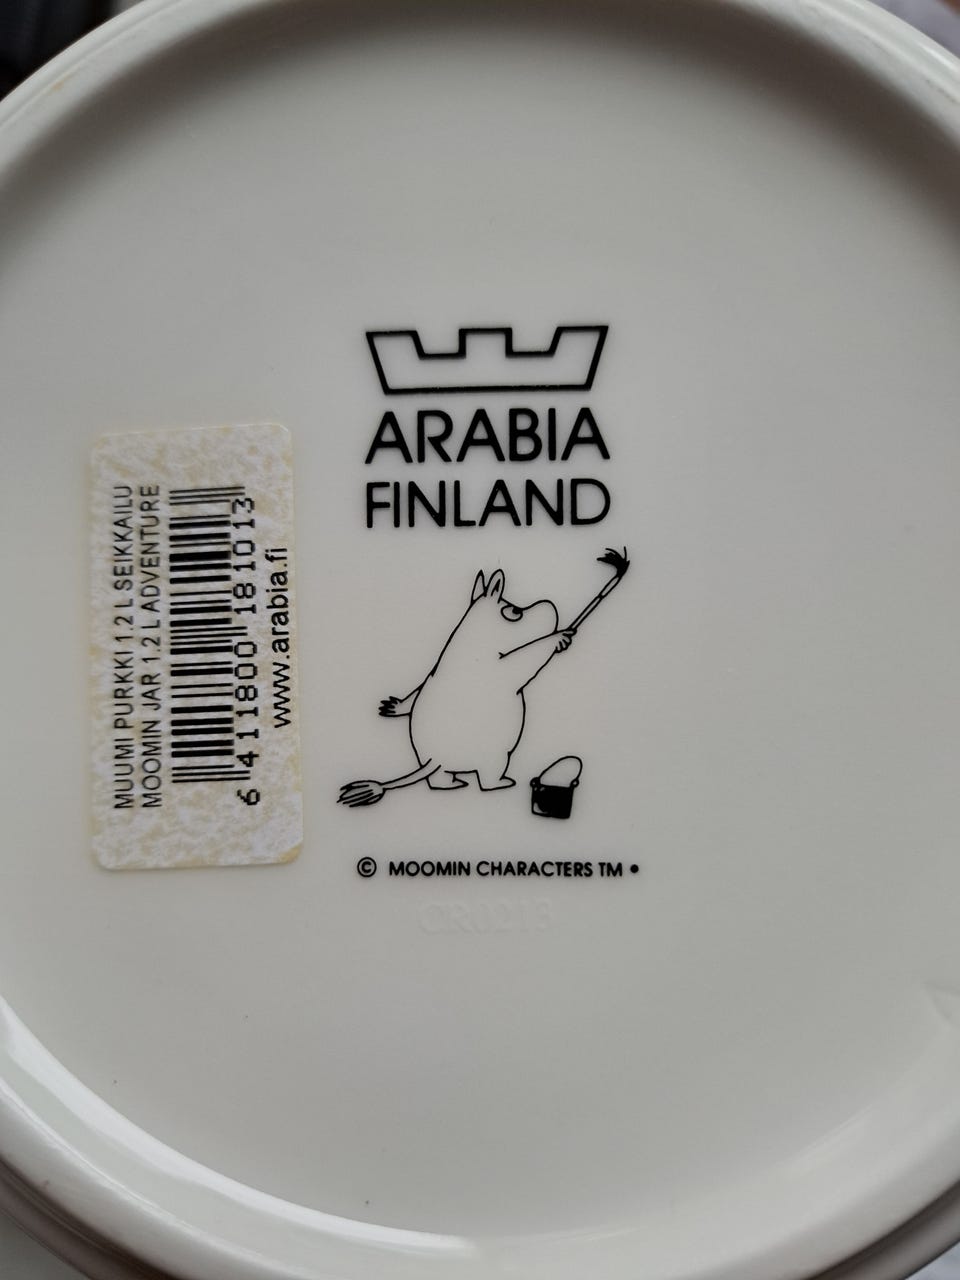 ARABIA
FINLAND
© MOOMIN CHARACTERS TM •
CR0213
MUUMI PURKKI 1.2 L SEIKKAILU
MOOMIN JAR 1.2 L ADVENTURE
6 411800 181013
www.arabia.fi